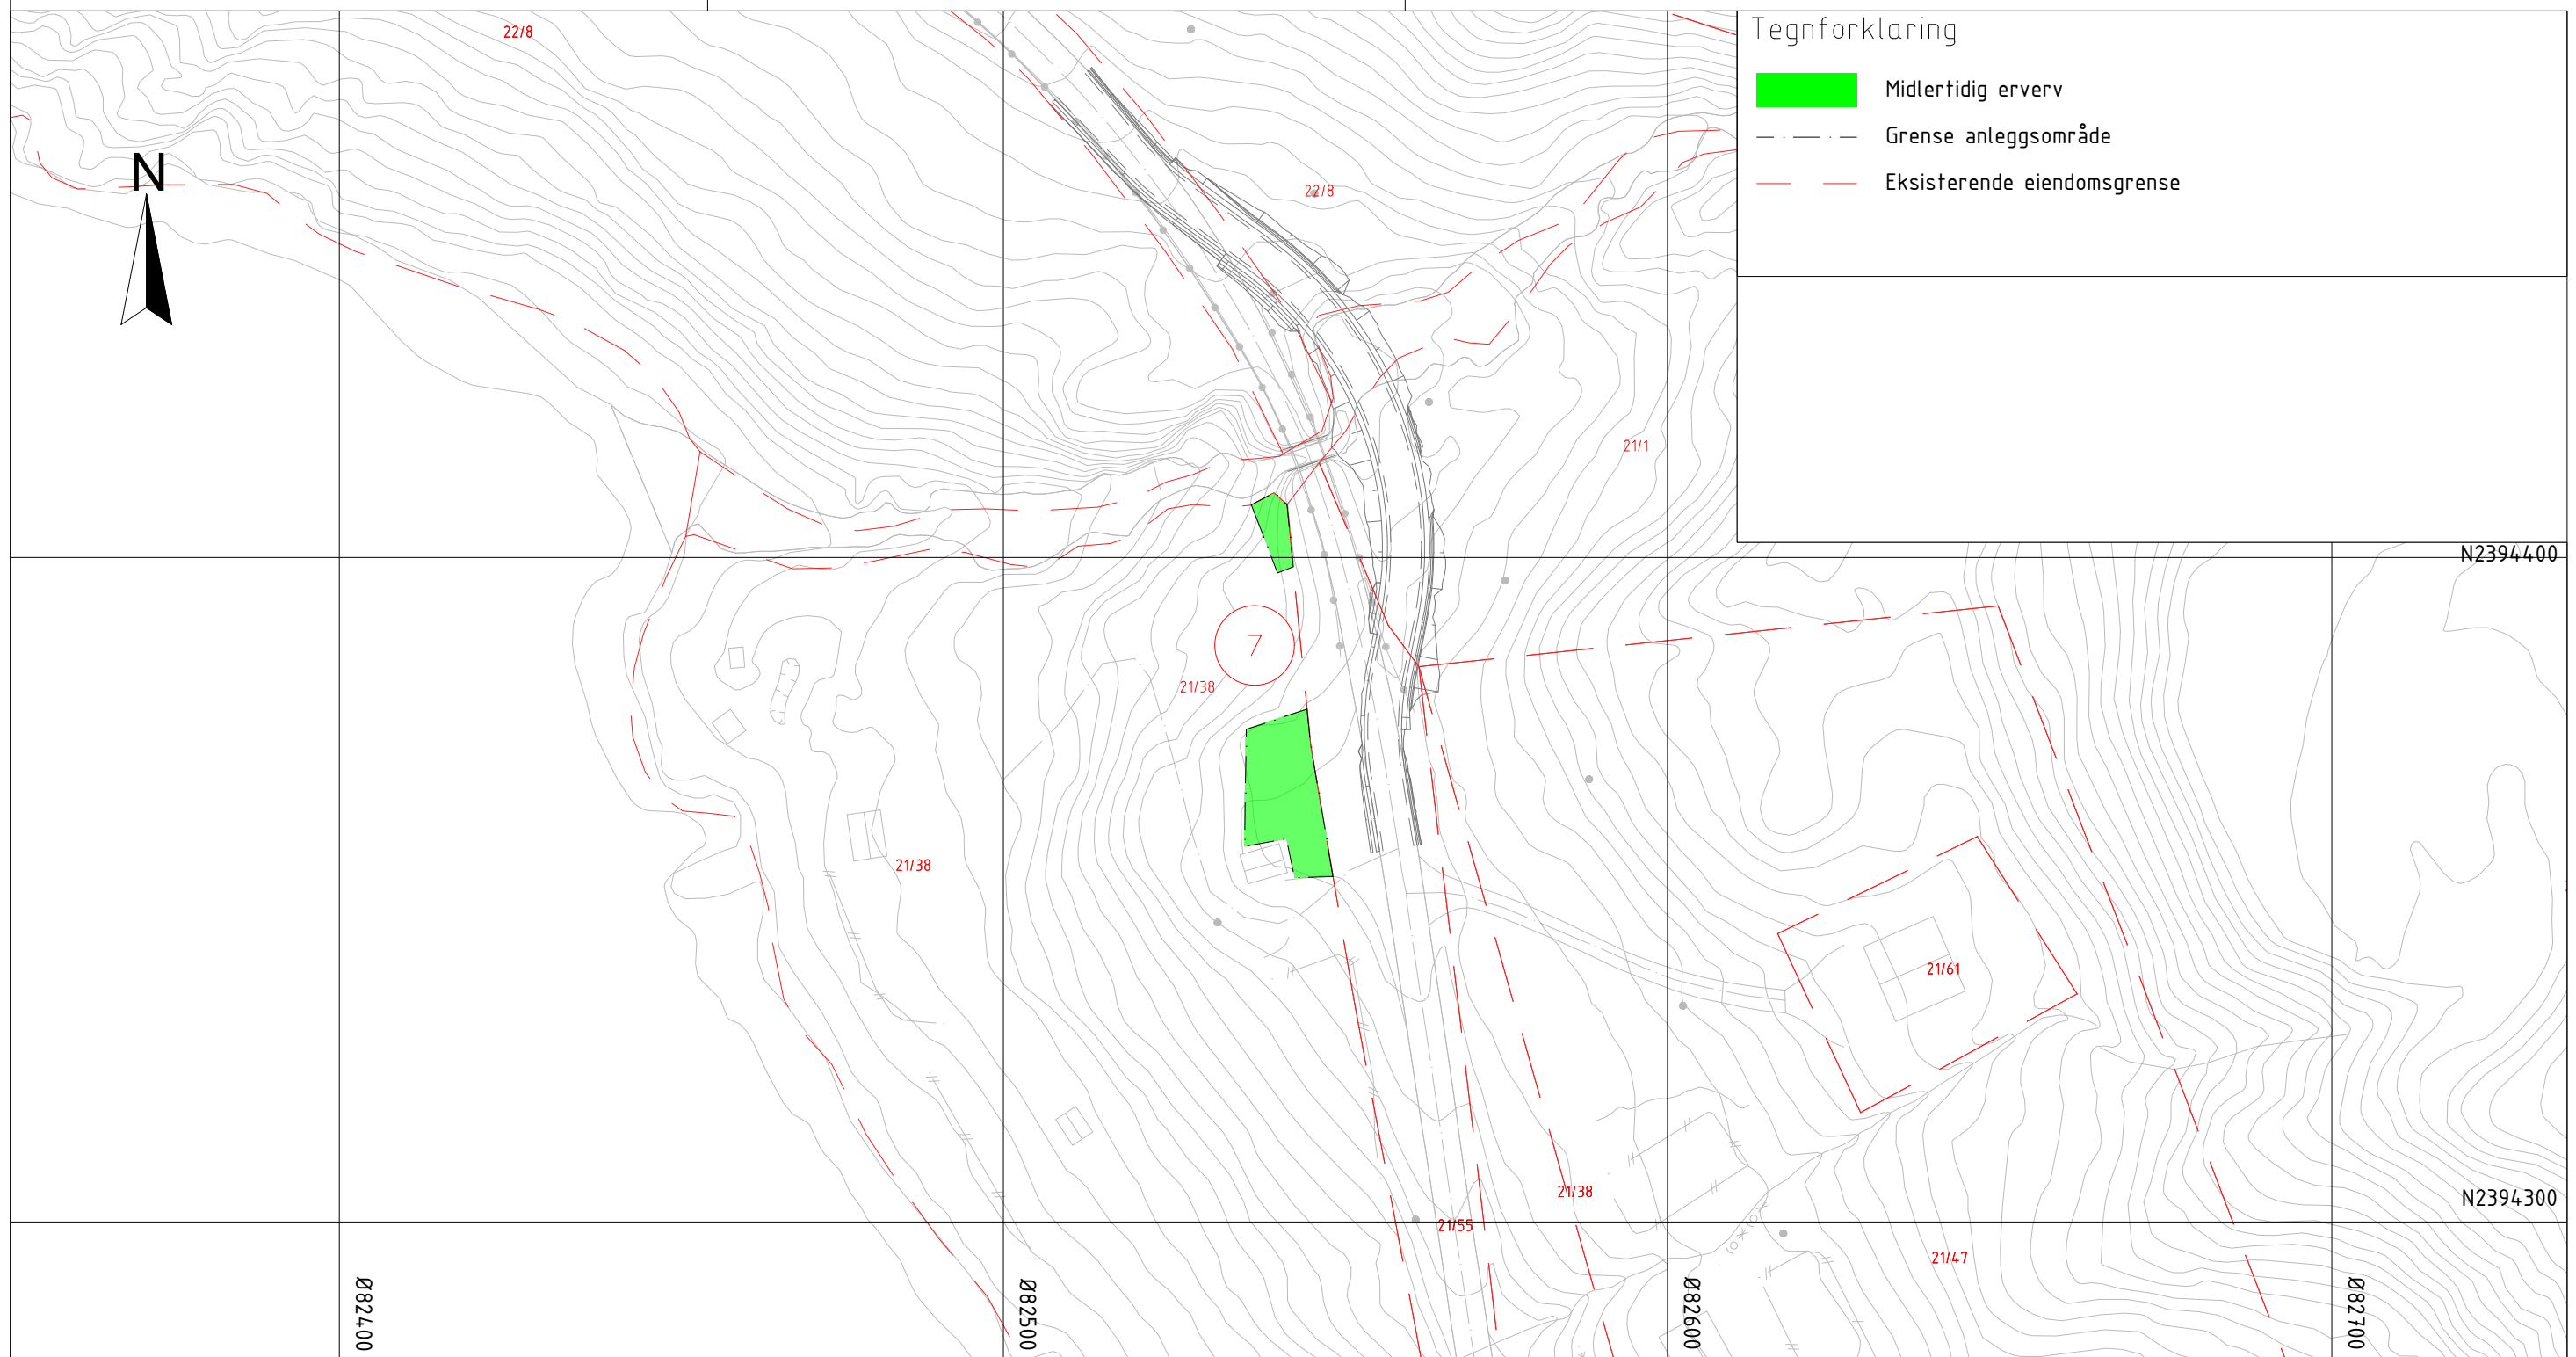 22/8
Tegnforklaring
Midlertidig erverv
Grense anleggsområde
Eksisterende eiendomsgrense
N
22/8
21/1
N2394400
7
21/38
21/38
21/61
21/38
N2394300
21/55
21/47
Ø82400
Ø82500
Ø82600
Ø82700